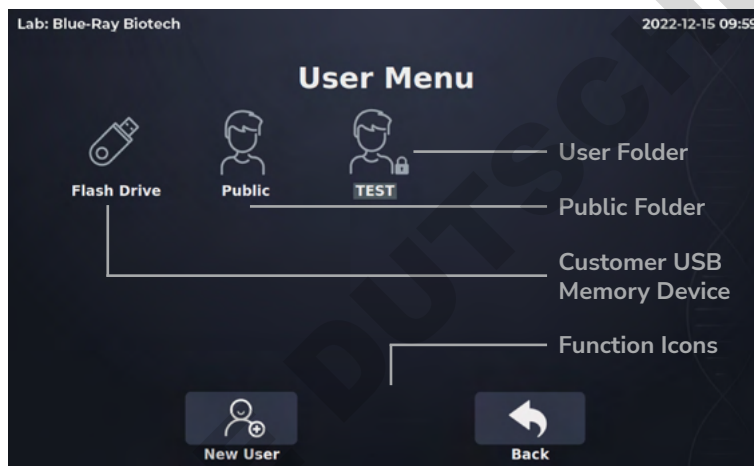 Lab: Blue-Ray Biotech
2022-12-15 09:59
User Menu
Flash Drive
Public
TEST
User Folder
Public Folder
Customer USB
Memory Device
Function Icons
New User
Back
DUTSCH